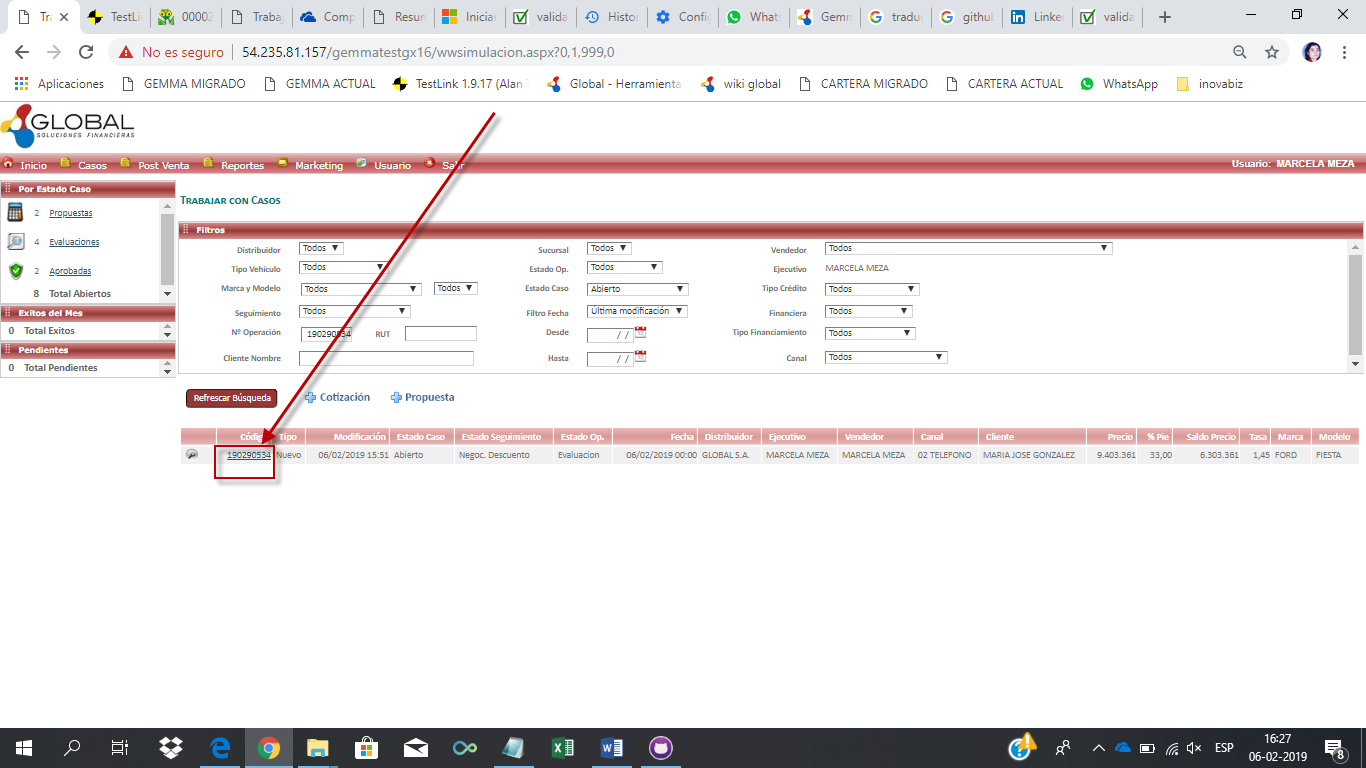 Tra
TestLi
00002
Trabaj
Comp
Resun
Iniciar
valida
Histor
Config
Whats
Gemm
traduc
githul
Linked
valida
No es seguro | 54.235.81.157/gemmatestgx16/wwsimulacion.aspx?0,1,999,0
Aplicaciones
GEMMA MIGRADO
GEMMA ACTUAL
TestLink 1.9.17 (Alan
Global - Herramienta
wiki global
CARTERA MIGRADO
CARTERA ACTUAL
WhatsApp
inovabiz
GLOBAL
SOLUCIONES FINANCIERAS
Inicio Casos Post Venta Reportes Marketing Usuario Salir Usuario: MARCELA MEZA
Por Estado Caso
2 Propuestas
4 Evaluaciones
2 Aprobadas
8 Total Abiertos
Exitos del Mes
0 Total Exitos
Pendientes
0 Total Pendientes
TRABAJAR CON CASOS
Filtros
Distribuidor Todos Sucursal Todos Vendedor Todos
Tipo Vehículo Todos Estado Op. Todos Ejecutivo MARCELA MEZA
Marca y Modelo Todos Todos Estado Caso Abierto Tipo Crédito Todos
Seguimiento Todos Filtro Fecha Última modificación Financiera Todos
Nº Operación 190290534 RUT Desde / / Tipo Financiamiento Todos
Cliente Nombre Hasta / / Canal Todos
Refrescar Búsqueda Cotización Propuesta
Código Tipo Modificación Estado Caso Estado Seguimiento Estado Op. Fecha Distribuidor Ejecutivo Vendedor Canal Cliente Precio % Pie Saldo Precio Tasa Marca Modelo
190290534 Nuevo 06/02/2019 15:51 Abierto Negoc. Descuento Evaluacion 06/02/2019 00:00 GLOBAL S.A. MARCELA MEZA MARCELA MEZA 02 TELEFONO MARIA JOSE GONZALEZ 9.403.361 33,00 6.303.361 1,45 FORD FIESTA
ESP
16:27
06-02-2019
8